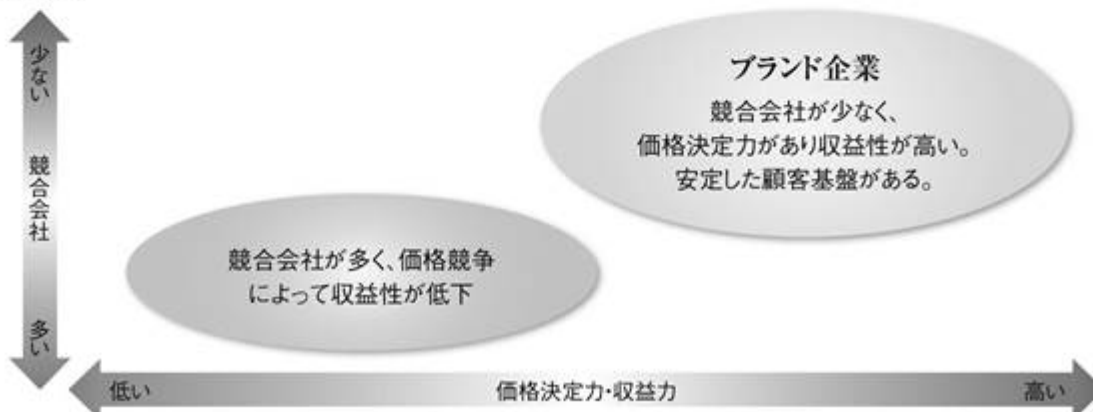 少ない
競合会社
多い
ブランド企業
競合会社が少なく、
価格決定力があり収益性が高い。
安定した顧客基盤がある。
競合会社が多く、価格競争
によって収益性が低下
低い
価格決定力・収益力
高い